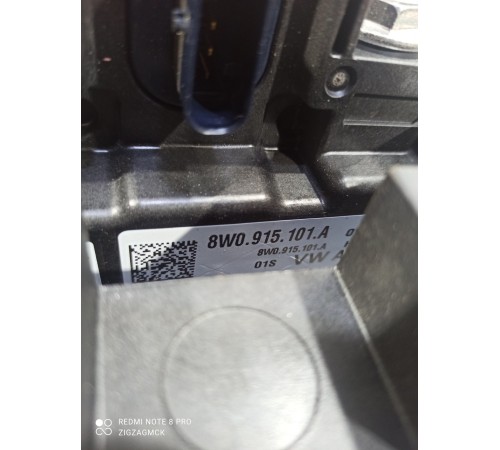 8W0.915.101.A
8W0.915.101.A
01S VW A
REDMI NOTE 8 PRO
ZIGZAGMCK